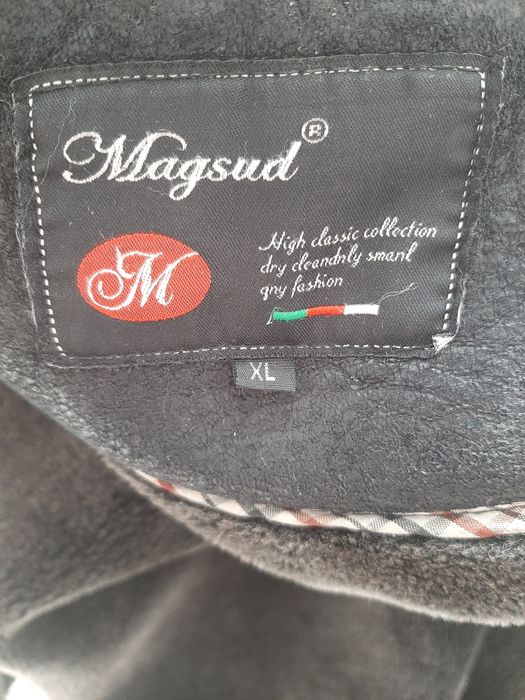 Magsud®
M
High classic collection
dry cleandnly smanl
qny fashion
XL